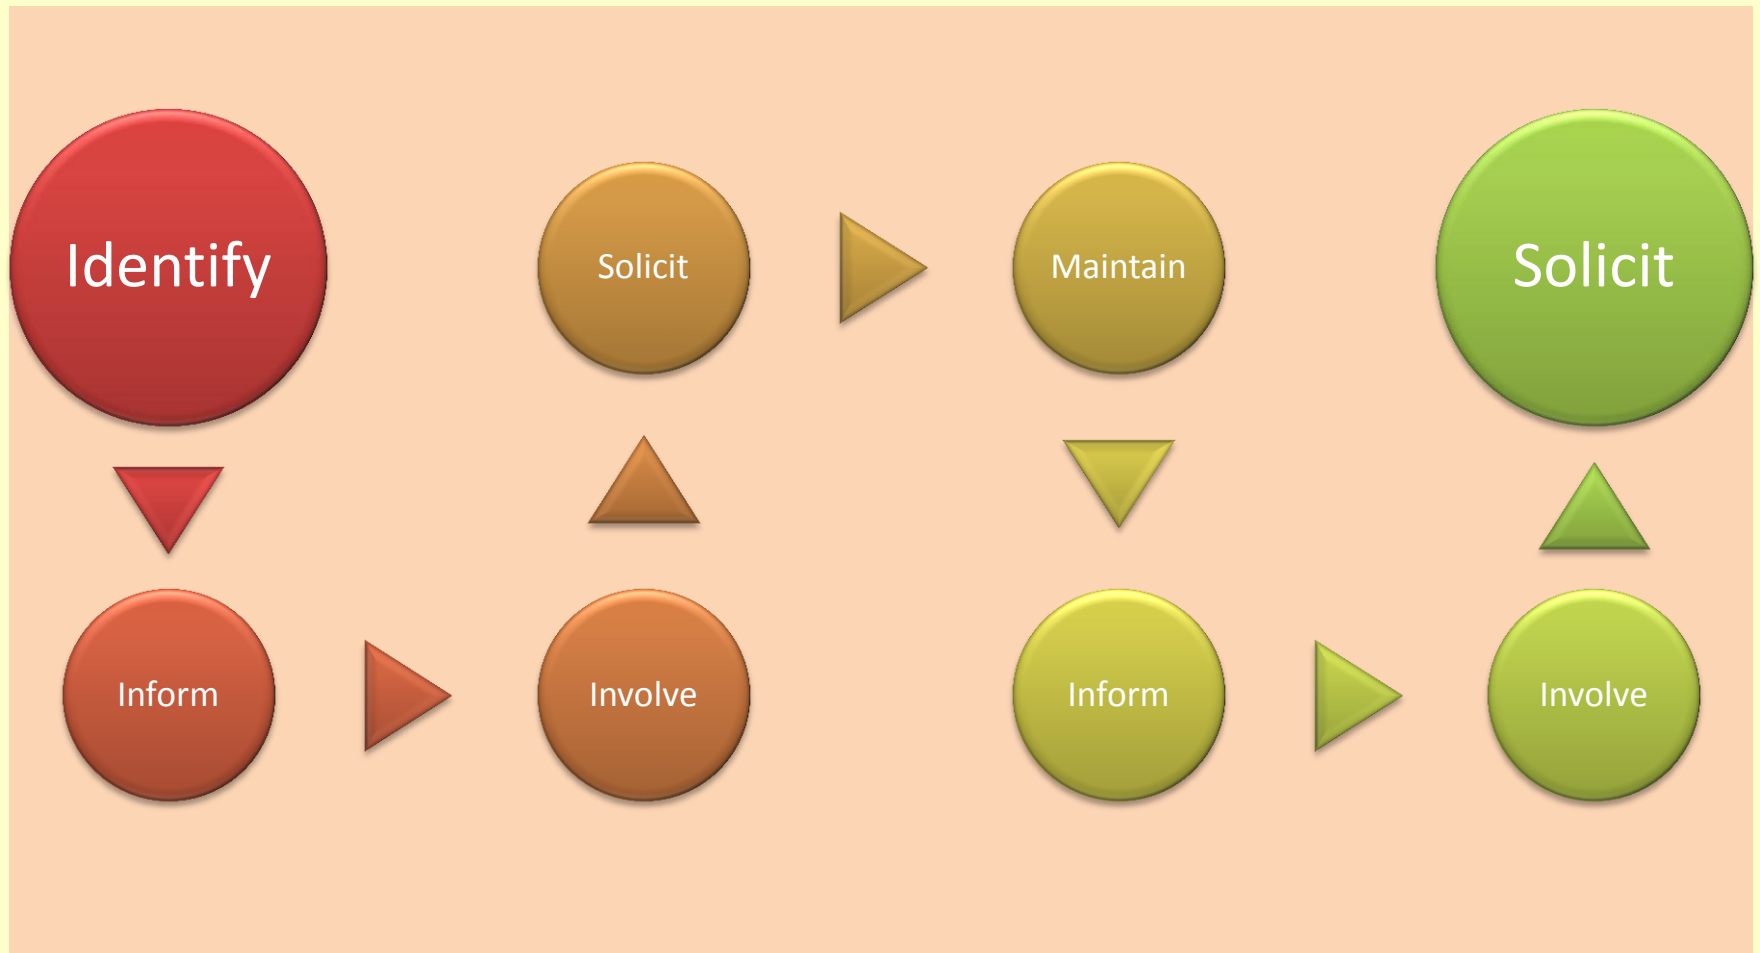 Identify
Inform
Involve
Solicit
Maintain
Inform
Involve
Solicit